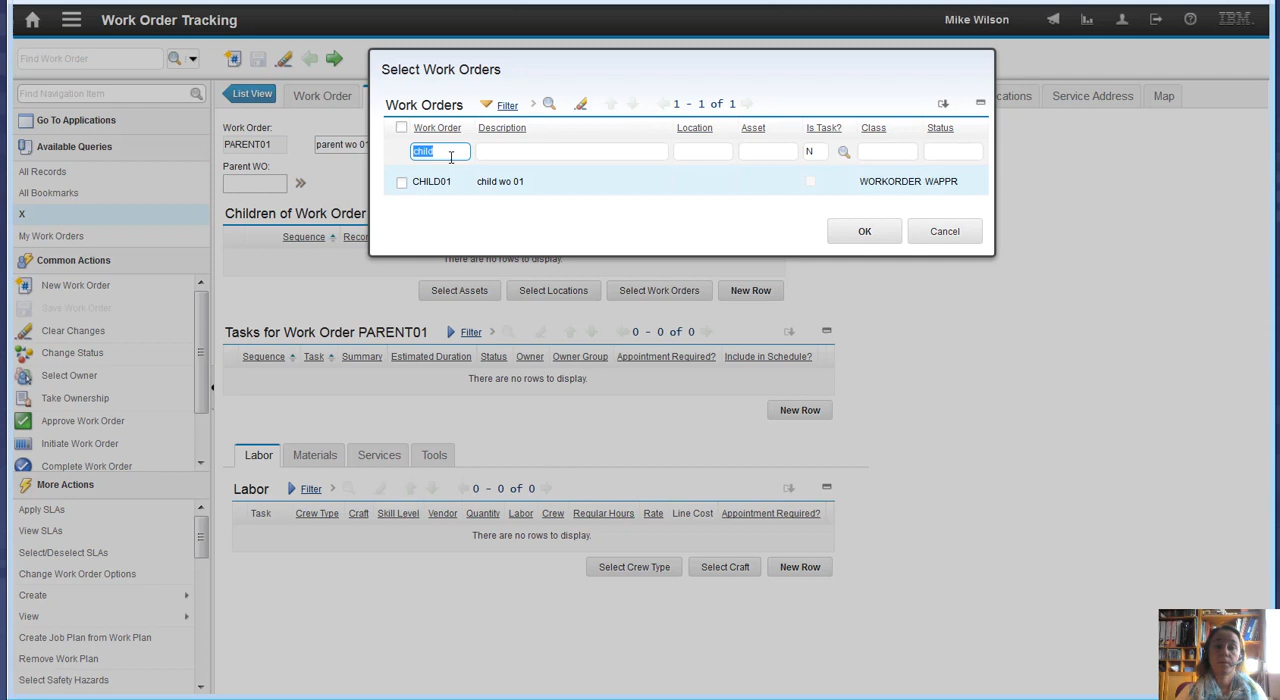 Work Order Tracking
Mike Wilson
IBM
Find Work Order
Find Navigation Item
Go To Applications
Available Queries
All Records
All Bookmarks
X
My Work Orders
Common Actions
New Work Order
Save Work Order
Clear Changes
Change Status
Select Owner
Take Ownership
Approve Work Order
Initiate Work Order
Complete Work Order
More Actions
Apply SLAs
View SLAs
Select/Deselect SLAs
Change Work Order Options
Create
View
Create Job Plan from Work Plan
Remove Work Plan
Select Safety Hazards
List View
Work Order
cations
Service Address
Map
Work Order:
PARENT01
parent wo 01
Parent WO:
Children of Work Order
Sequence
There are no rows to display.
Select Assets
Select Locations
Select Work Orders
New Row
Select Work Orders
Work Orders
Filter
1 - 1 of 1
Work Order
Description
Location
Asset
Is Task?
Class
Status
child
N
CHILD01
child wo 01
WORKORDER
WAPPR
OK
Cancel
Tasks for Work Order PARENT01
Filter
0 - 0 of 0
Sequence
Task
Summary
Estimated Duration
Status
Owner
Owner Group
Appointment Required?
Include in Schedule?
There are no rows to display.
New Row
Labor
Materials
Services
Tools
Labor
Filter
0 - 0 of 0
Task
Crew Type
Craft
Skill Level
Vendor
Quantity
Labor
Crew
Regular Hours
Rate
Line Cost
Appointment Required?
There are no rows to display.
Select Crew Type
Select Craft
New Row